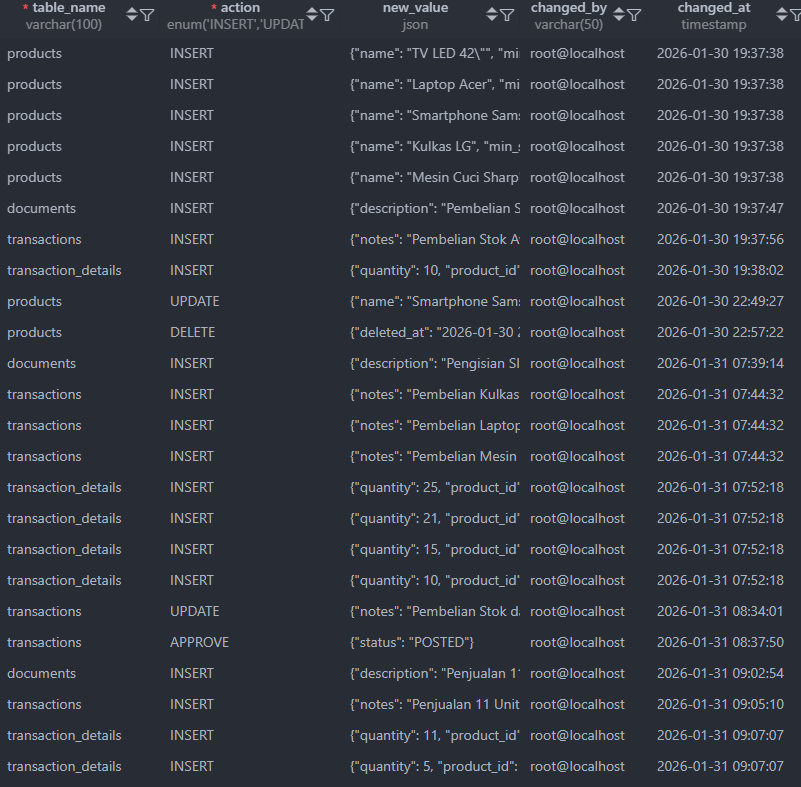 * table_name * action new_value changed_by changed_at
varchar(100) enum('INSERT','UPDAT json varchar(50) timestamp
products INSERT {"name": "TV LED 42\"", "mi root@localhost 2026-01-30 19:37:38
products INSERT {"name": "Laptop Acer", "mi root@localhost 2026-01-30 19:37:38
products INSERT {"name": "Smartphone Sams root@localhost 2026-01-30 19:37:38
products INSERT {"name": "Kulkas LG", "min_s root@localhost 2026-01-30 19:37:38
products INSERT {"name": "Mesin Cuci Sharp" root@localhost 2026-01-30 19:37:38
documents INSERT {"description": "Pembelian S root@localhost 2026-01-30 19:37:47
transactions INSERT {"notes": "Pembelian Stok A root@localhost 2026-01-30 19:37:56
transaction_details INSERT {"quantity": 10, "product_id" root@localhost 2026-01-30 19:38:02
products UPDATE {"name": "Smartphone Sams root@localhost 2026-01-30 22:49:27
products DELETE {"deleted_at": "2026-01-30 2 root@localhost 2026-01-30 22:57:22
documents INSERT {"description": "Pengisian SI root@localhost 2026-01-31 07:39:14
transactions INSERT {"notes": "Pembelian Kulkas root@localhost 2026-01-31 07:44:32
transactions INSERT {"notes": "Pembelian Laptop root@localhost 2026-01-31 07:44:32
transactions INSERT {"notes": "Pembelian Mesin root@localhost 2026-01-31 07:44:32
transaction_details INSERT {"quantity": 25, "product_id" root@localhost 2026-01-31 07:52:18
transaction_details INSERT {"quantity": 21, "product_id" root@localhost 2026-01-31 07:52:18
transaction_details INSERT {"quantity": 15, "product_id" root@localhost 2026-01-31 07:52:18
transaction_details INSERT {"quantity": 10, "product_id" root@localhost 2026-01-31 07:52:18
transactions UPDATE {"notes": "Pembelian Stok da root@localhost 2026-01-31 08:34:01
transactions APPROVE {"status": "POSTED"} root@localhost 2026-01-31 08:37:50
documents INSERT {"description": "Penjualan 1 root@localhost 2026-01-31 09:02:54
transactions INSERT {"notes": "Penjualan 11 Unit root@localhost 2026-01-31 09:05:10
transaction_details INSERT {"quantity": 11, "product_id" root@localhost 2026-01-31 09:07:07
transaction_details INSERT {"quantity": 5, "product_id": root@localhost 2026-01-31 09:07:07